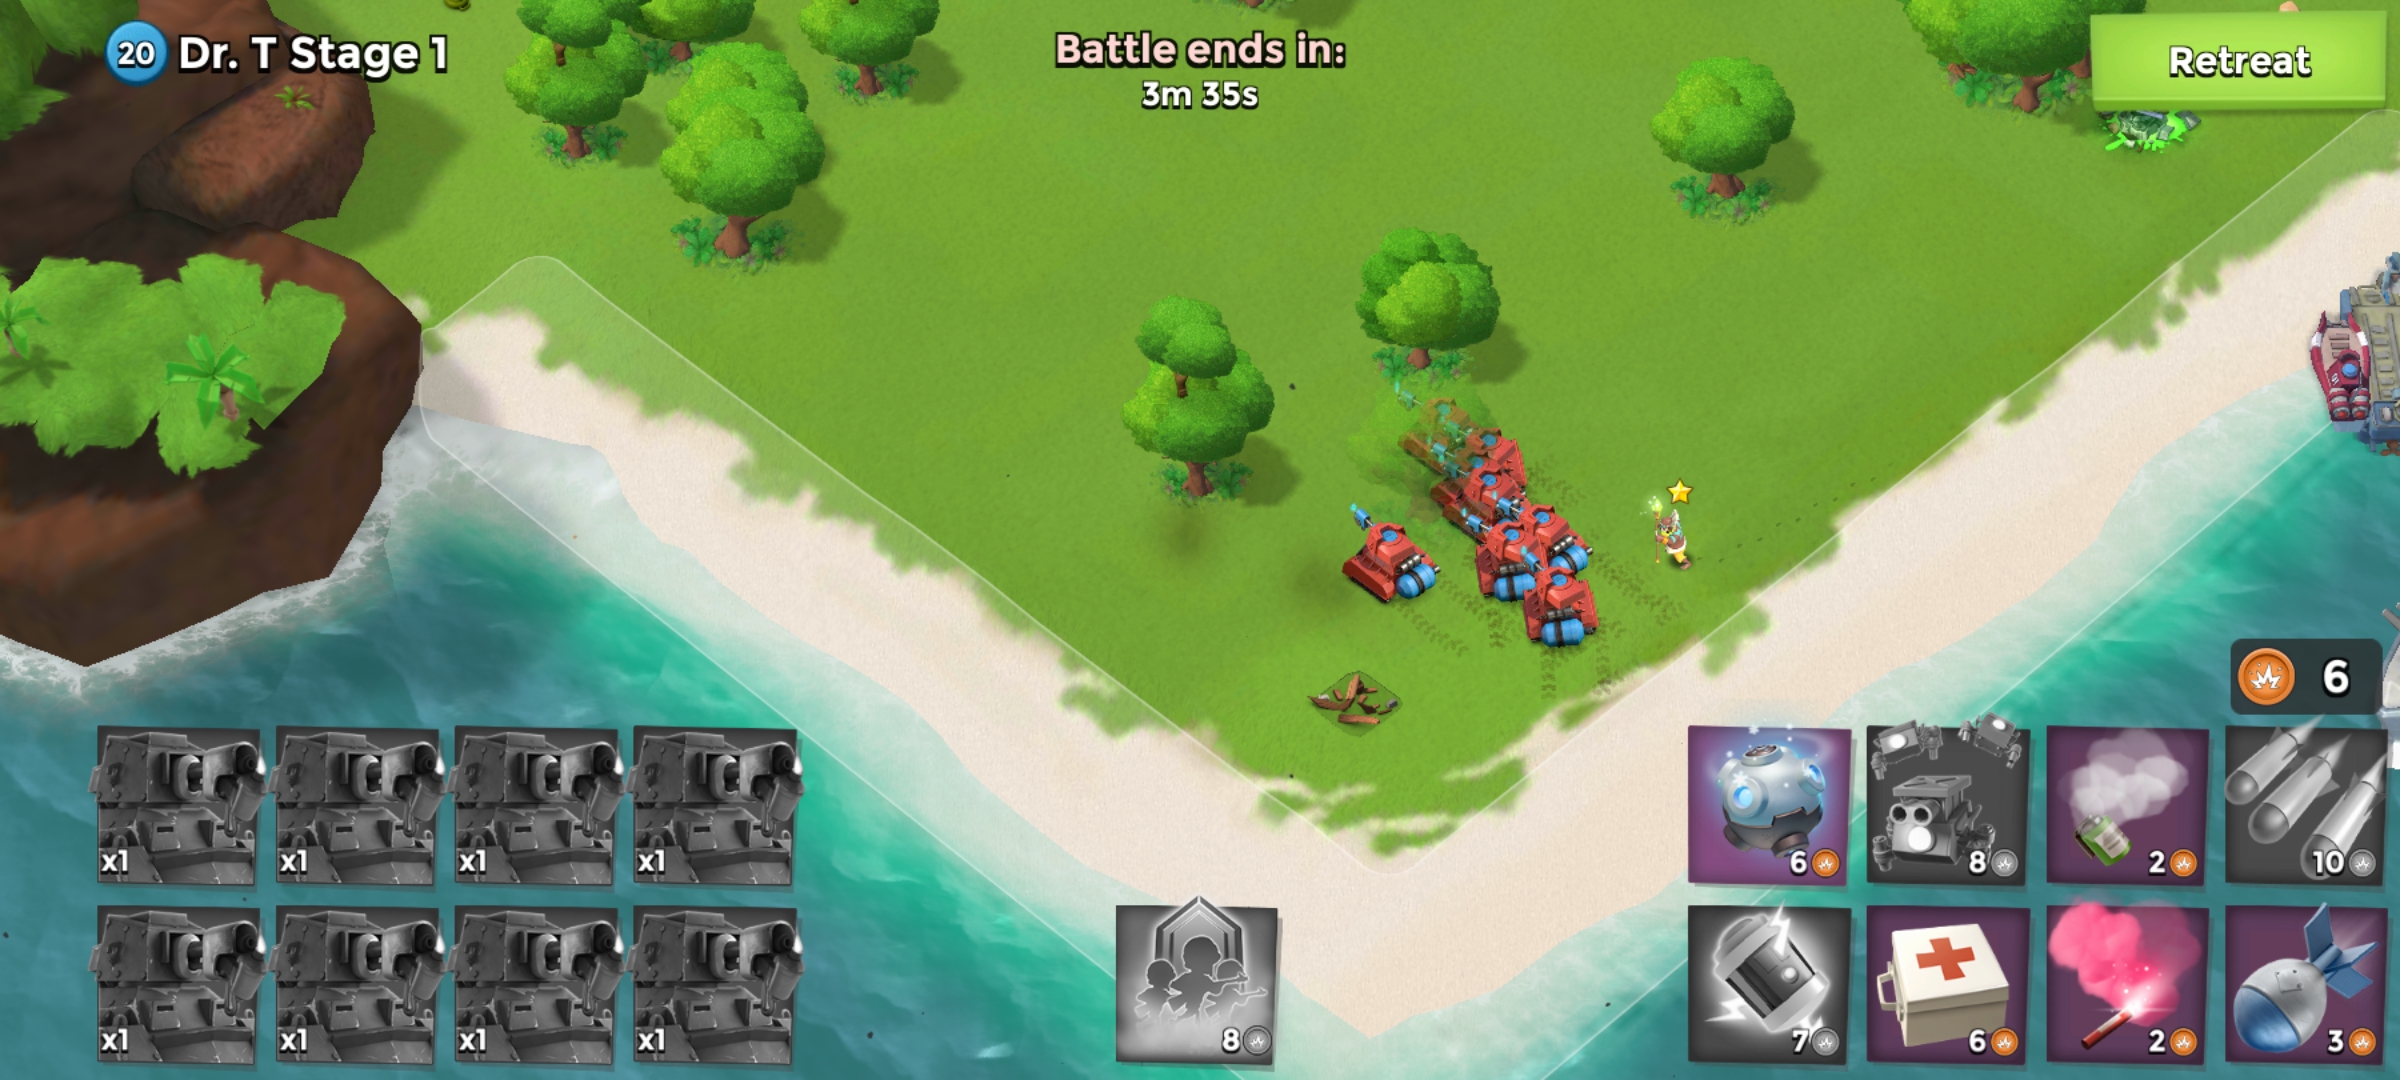 20 Dr. T Stage 1
Battle ends in:
3m 35s
Retreat
6
x1 x1 x1 x1
6 8 2 10
x1 x1 x1 x1
8
7 6 2 3